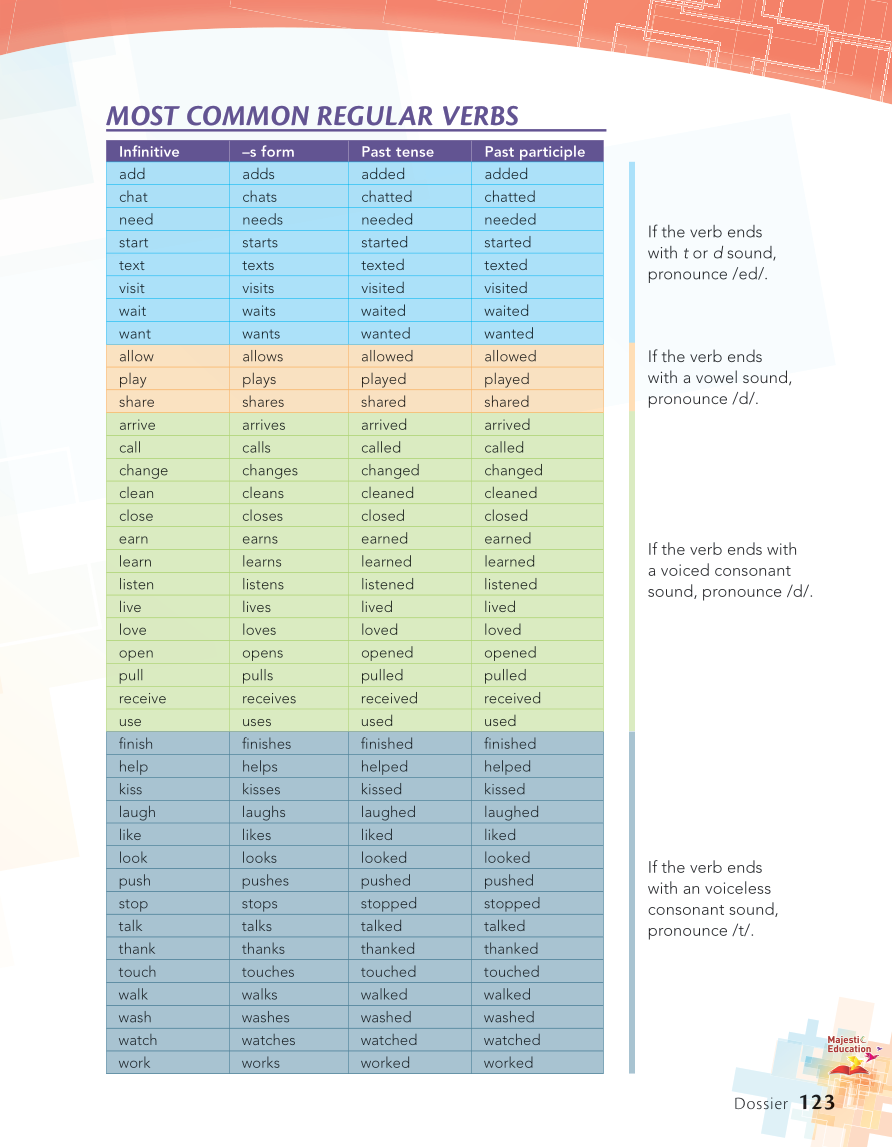 MOST COMMON REGULAR VERBS
Infinitive –s form Past tense Past participle
add adds added added
chat chats chatted chatted
need needs needed needed
start starts started started
text texts texted texted
visit visits visited visited
wait waits waited waited
want wants wanted wanted
If the verb ends
with t or d sound,
pronounce /ed/.
allow allows allowed allowed
play plays played played
share shares shared shared
If the verb ends
with a vowel sound,
pronounce /d/.
arrive arrives arrived arrived
call calls called called
change changes changed changed
clean cleans cleaned cleaned
close closes closed closed
earn earns earned earned
learn learns learned learned
listen listens listened listened
live lives lived lived
love loves loved loved
open opens opened opened
pull pulls pulled pulled
receive receives received received
use uses used used
If the verb ends with
a voiced consonant
sound, pronounce /d/.
finish finishes finished finished
help helps helped helped
kiss kisses kissed kissed
laugh laughs laughed laughed
like likes liked liked
look looks looked looked
push pushes pushed pushed
stop stops stopped stopped
talk talks talked talked
thank thanks thanked thanked
touch touches touched touched
walk walks walked walked
wash washes washed washed
watch watches watched watched
work works worked worked
If the verb ends
with an voiceless
consonant sound,
pronounce /t/.
Majestic
Education
Dossier 123